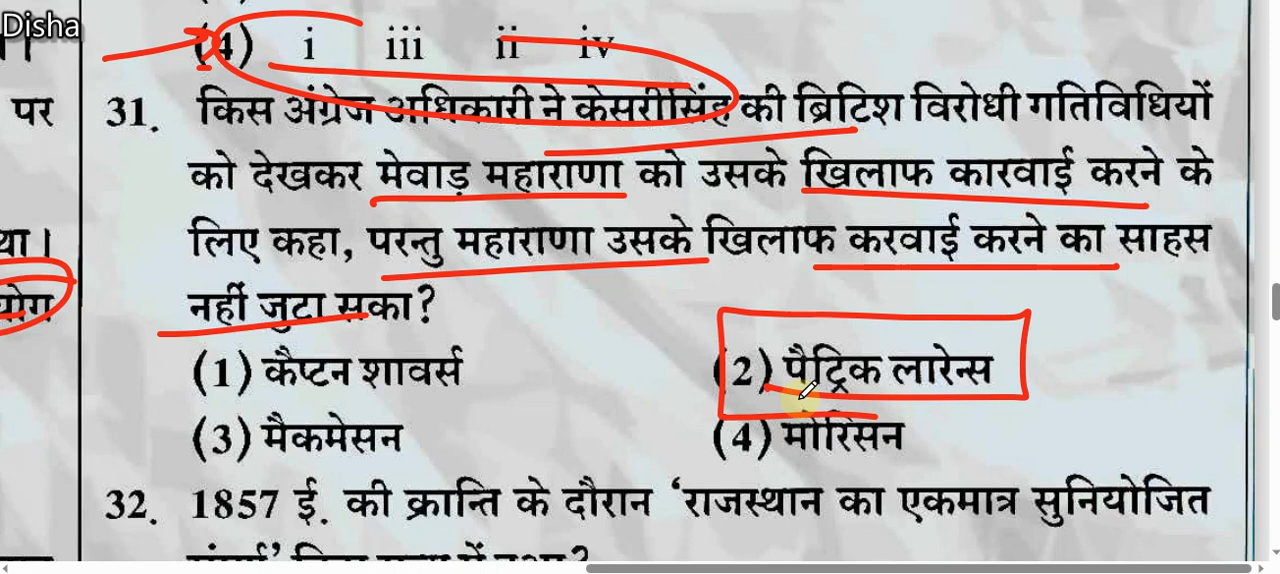 Disha
(4) i iii ii iv
पर
31. किस अंग्रेज अधिकारी ने केसरीसिंह की ब्रिटिश विरोधी गतिविधियों
को देखकर मेवाड़ महाराणा को उसके खिलाफ कारवाई करने के
था।
लिए कहा, परन्तु महाराणा उसके खिलाफ करवाई करने का साहस
योग
नहीं जुटा सका?
(1) कैप्टन शावर्स (2) पैट्रिक लारेन्स
(3) मैकमेसन (4) मोरिसन
32. 1857 ई. की क्रान्ति के दौरान ‘राजस्थान का एकमात्र सुनियोजित